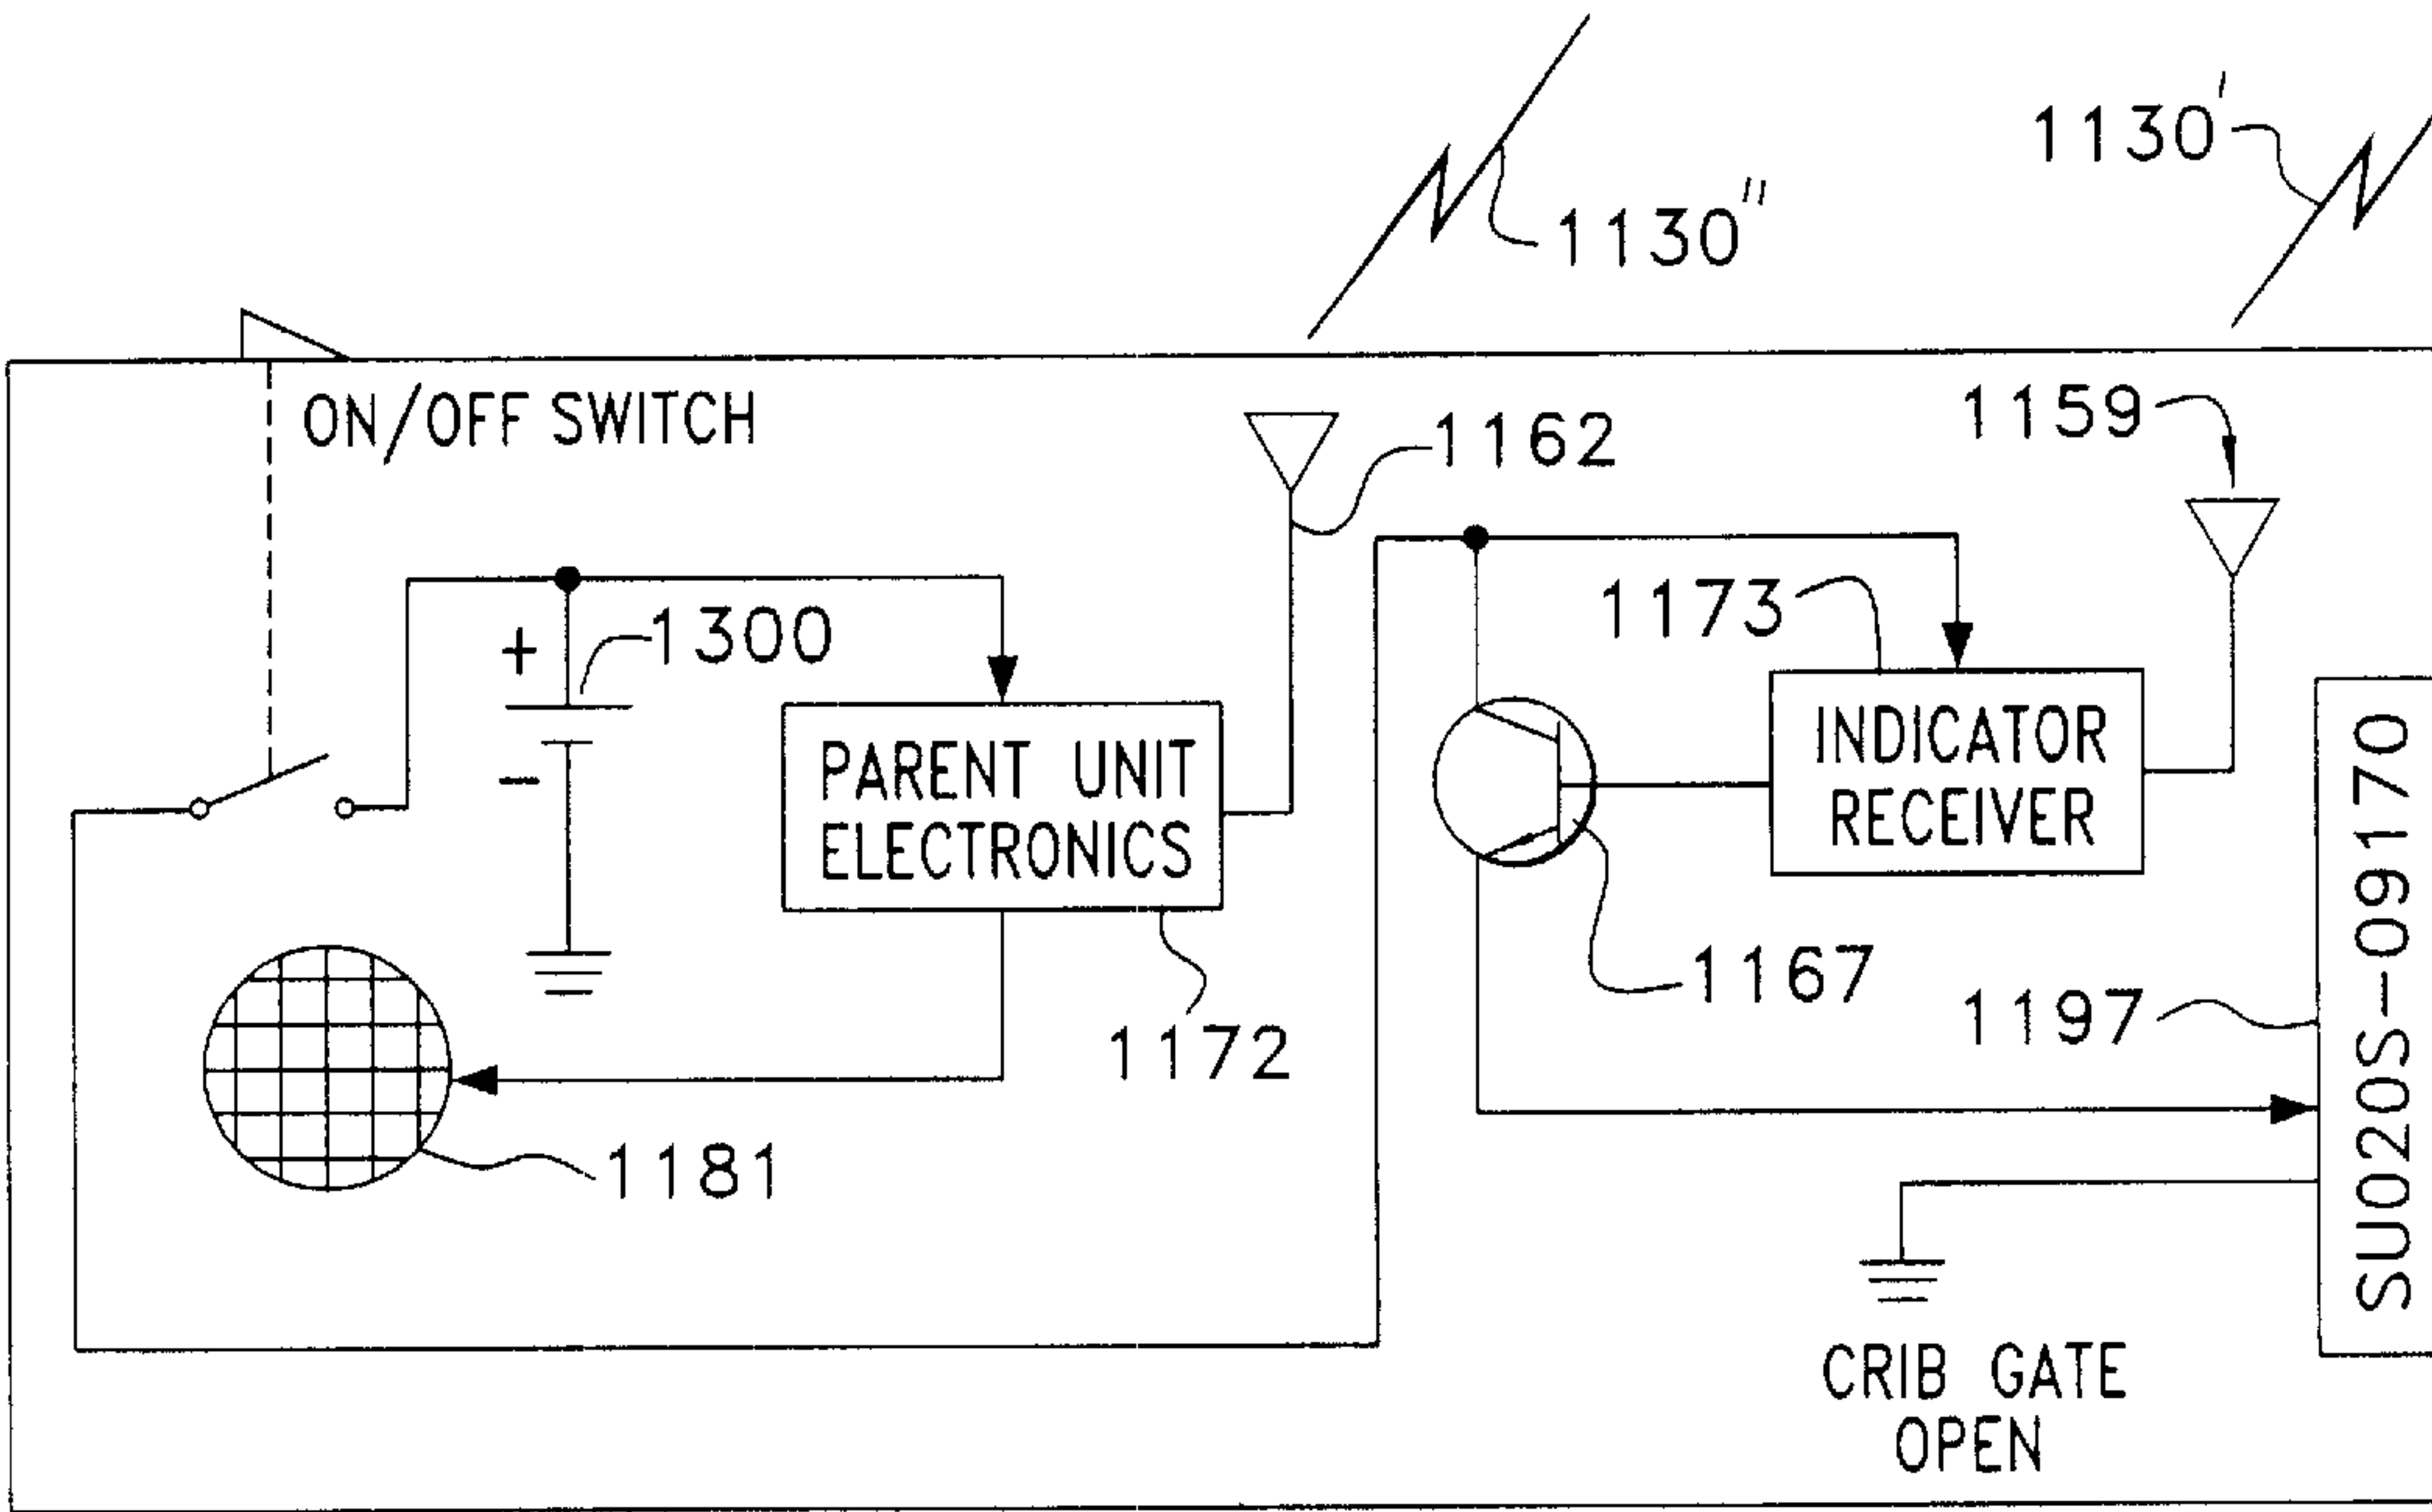 1130'
1130"
ON/OFF SWITCH
1162
1159
+
1300
1173
-
PARENT UNIT
ELECTRONICS
INDICATOR
RECEIVER
SU020S-09170
1167
1197
1172
1181
CRIB GATE
OPEN